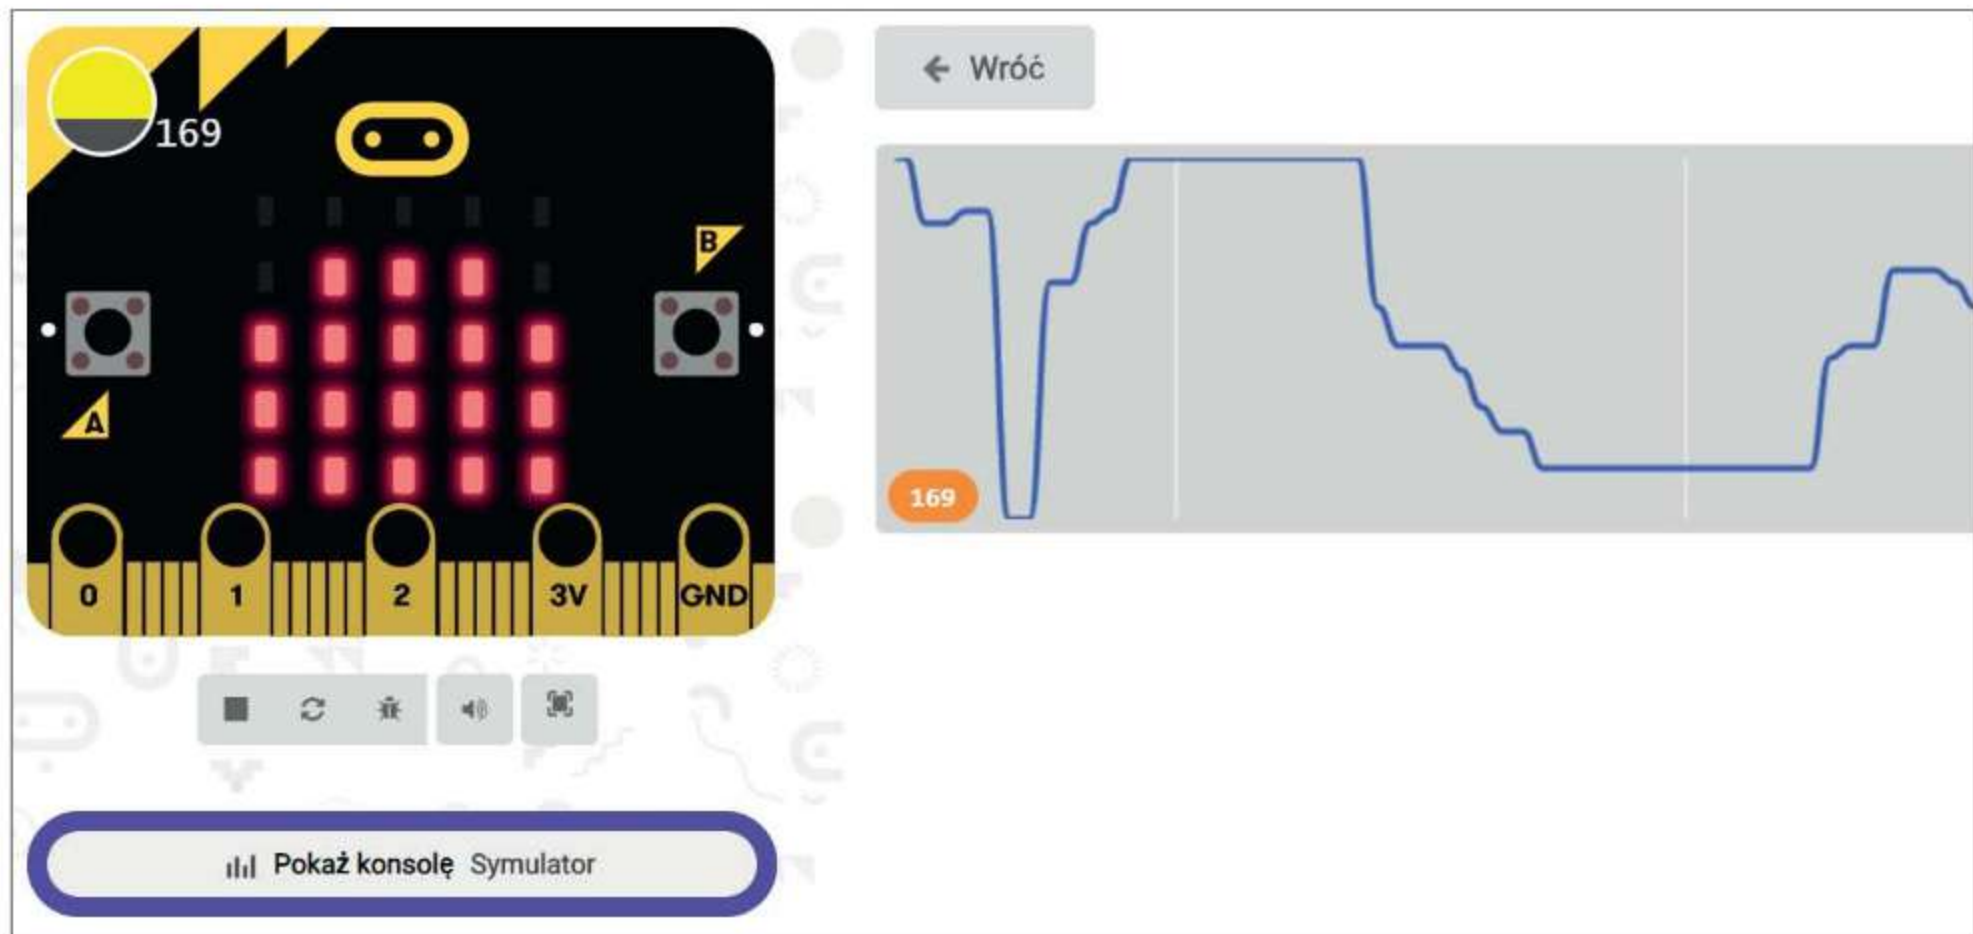 169
B
A
0
1
2
3V
GND
Pokaż konsolę Symulator
Wróć
169